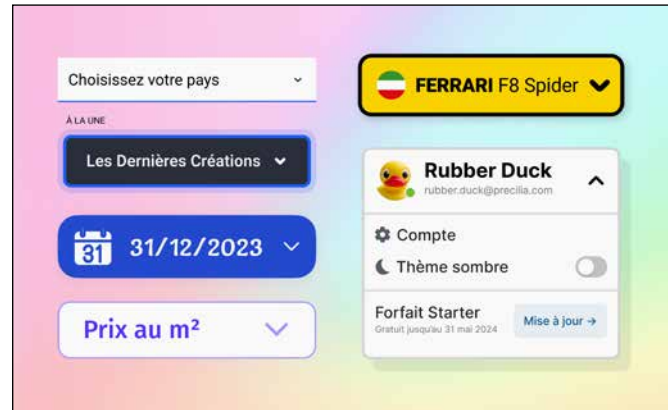 Choisissez votre pays
À LA UNE
Les Dernières Créations
31
31/12/2023
Prix au m²
FERRARI F8 Spider
Rubber Duck
rubber.duck@precilia.com
Compte
Thème sombre
Forfait Starter
Gratuit jusqu'au 31 mai 2024
Mise à jour →